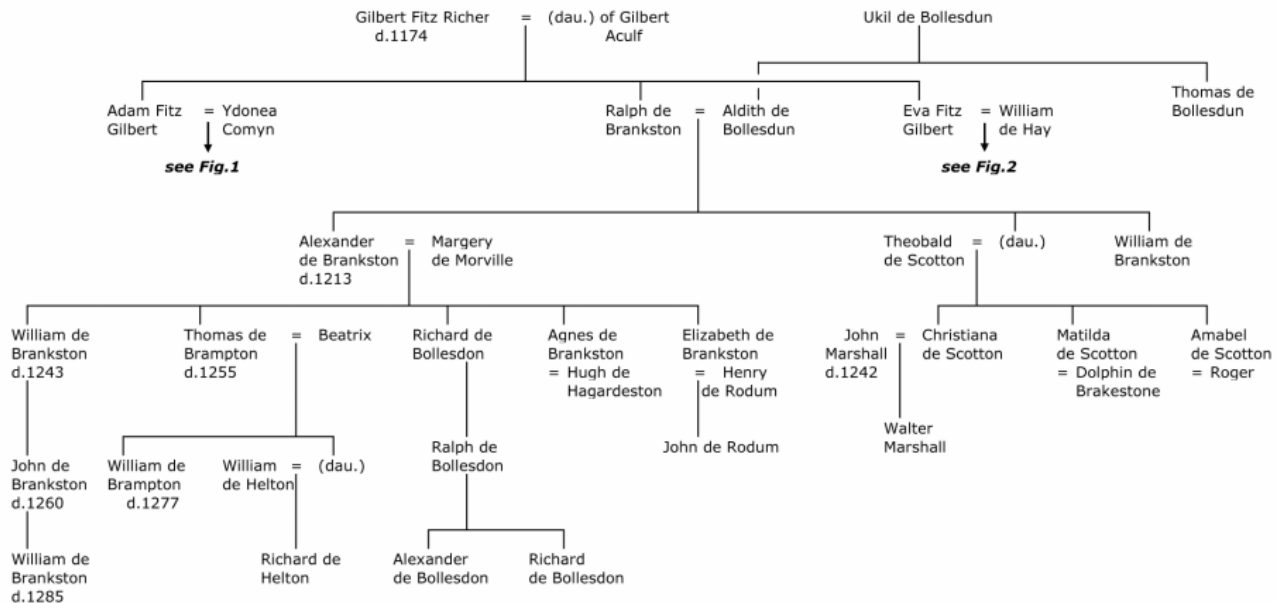 Gilbert Fitz Richer = (dau.) of Gilbert
d.1174 Aculf
Ukil de Bollesdun
Adam Fitz = Ydonea
Gilbert Comyn
see Fig.1
Ralph de = Aldith de
Brankston Bollesdun
Eva Fitz = William
Gilbert de Hay
see Fig.2
Thomas de
Bollesdun
Alexander = Margery
de Brankston de Morville
d.1213
Theobald = (dau.)
de Scotton
William de
Brankston
William de
Brankston
d.1243
Thomas de = Beatrix
Brampton
d.1255
Richard de
Bollesdon
Agnes de
Brankston
= Hugh de
Hagardeston
Elizabeth de
Brankston
= Henry
de Rodum
John = Christiana
Marshall de Scotton
d.1242
Matilda
de Scotton
= Dolphin de
Brakestone
Amabel
de Scotton
= Roger
John de
Brankston
d.1260
William de
Brampton
d.1277
William = (dau.)
de Helton
Ralph de
Bollesdon
John de Rodum
Walter
Marshall
William de
Brankston
d.1285
Richard de
Helton
Alexander
de Bollesdon
Richard
de Bollesdon